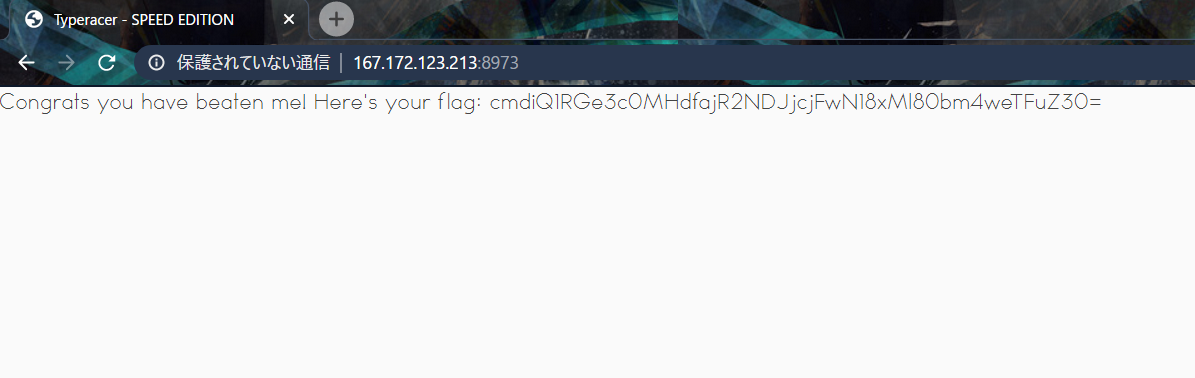 Typeracer - SPEED EDITION
保護されていない通信 | 167.172.123.213:8973
Congrats you have beaten me! Here's your flag: cmdiQ1RGe3c0MHdfajR2NDJjcjFwN18xMl80bm4weTFuZ30=